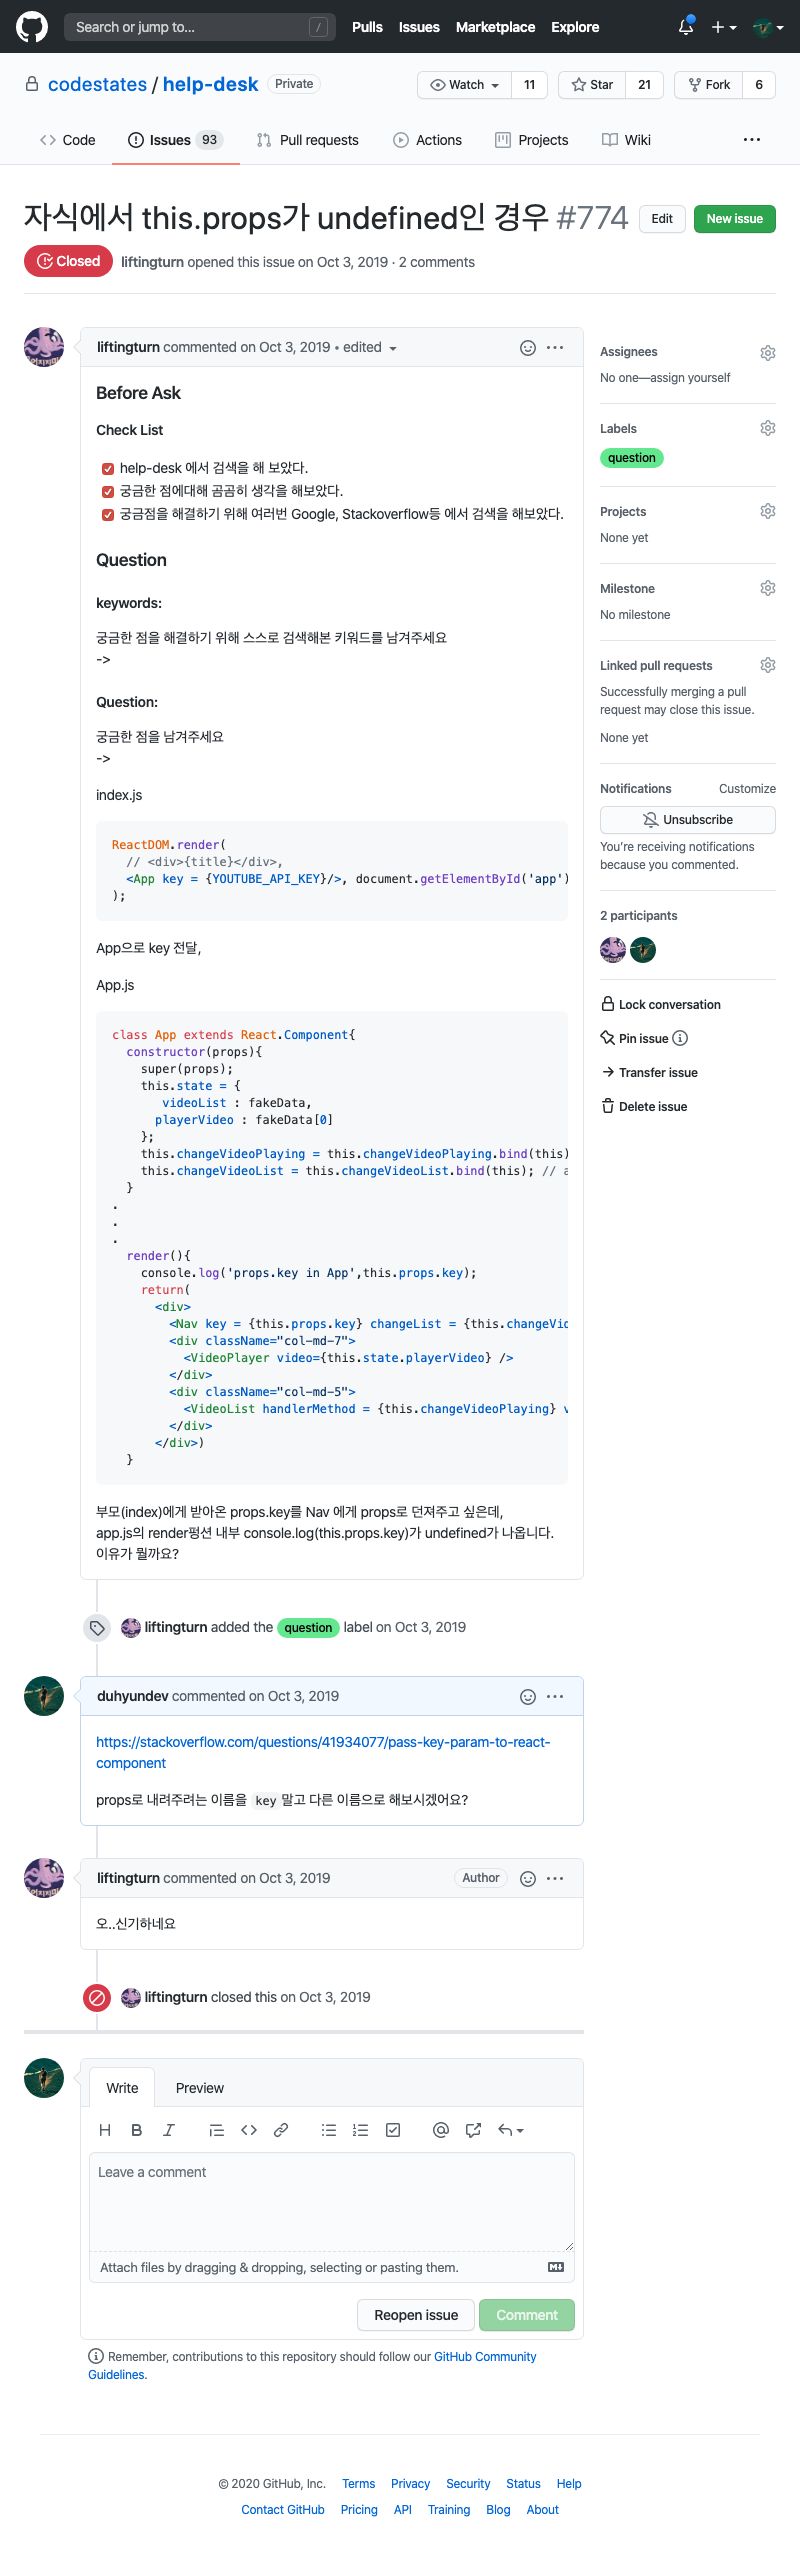 Search or jump to...
/
Pulls Issues Marketplace Explore
codestates / help-desk Private
Watch 11 Star 21 Fork 6
Code Issues 93 Pull requests Actions Projects Wiki
자식에서 this.props가 undefined인 경우 #774 Edit New issue
Closed liftingturn opened this issue on Oct 3, 2019 · 2 comments
liftingturn commented on Oct 3, 2019 • edited
Before Ask
Check List
help-desk 에서 검색을 해 보았다.
궁금한 점에대해 곰곰히 생각을 해보았다.
궁금점을 해결하기 위해 여러번 Google, Stackoverflow등 에서 검색을 해보았다.
Question
keywords:
궁금한 점을 해결하기 위해 스스로 검색해본 키워드를 남겨주세요
->
Question:
궁금한 점을 남겨주세요
->
index.js
ReactDOM.render(
// <div>{title}</div>,
<App key = {YOUTUBE_API_KEY}/>, document.getElementById('app')
);
App으로 key 전달,
App.js
class App extends React.Component{
constructor(props){
super(props);
this.state = {
videoList : fakeData,
playerVideo : fakeData[0]
};
this.changeVideoPlaying = this.changeVideoPlaying.bind(this)
this.changeVideoList = this.changeVideoList.bind(this); // a
}
.
.
.
render(){
console.log('props.key in App',this.props.key);
return(
<div>
<Nav key = {this.props.key} changeList = {this.changeVid
<div className="col-md-7">
<VideoPlayer video={this.state.playerVideo} />
</div>
<div className="col-md-5">
<VideoList handlerMethod = {this.changeVideoPlaying} v
</div>
</div>)
}
부모(index)에게 받아온 props.key를 Nav 에게 props로 던져주고 싶은데,
app.js의 render펑션 내부 console.log(this.props.key)가 undefined가 나옵니다.
이유가 뭘까요?
liftingturn added the question label on Oct 3, 2019
duhyundev commented on Oct 3, 2019
https://stackoverflow.com/questions/41934077/pass-key-param-to-react-
component
props로 내려주려는 이름을 key 말고 다른 이름으로 해보시겠어요?
liftingturn commented on Oct 3, 2019 Author
오..신기하네요
liftingturn closed this on Oct 3, 2019
Write Preview
Leave a comment
Attach files by dragging & dropping, selecting or pasting them.
Reopen issue Comment
Remember, contributions to this repository should follow our GitHub Community
Guidelines.
Assignees
No one—assign yourself
Labels
question
Projects
None yet
Milestone
No milestone
Linked pull requests
Successfully merging a pull
request may close this issue.
None yet
Notifications Customize
Unsubscribe
You're receiving notifications
because you commented.
2 participants
Lock conversation
Pin issue
Transfer issue
Delete issue
© 2020 GitHub, Inc. Terms Privacy Security Status Help
Contact GitHub Pricing API Training Blog About